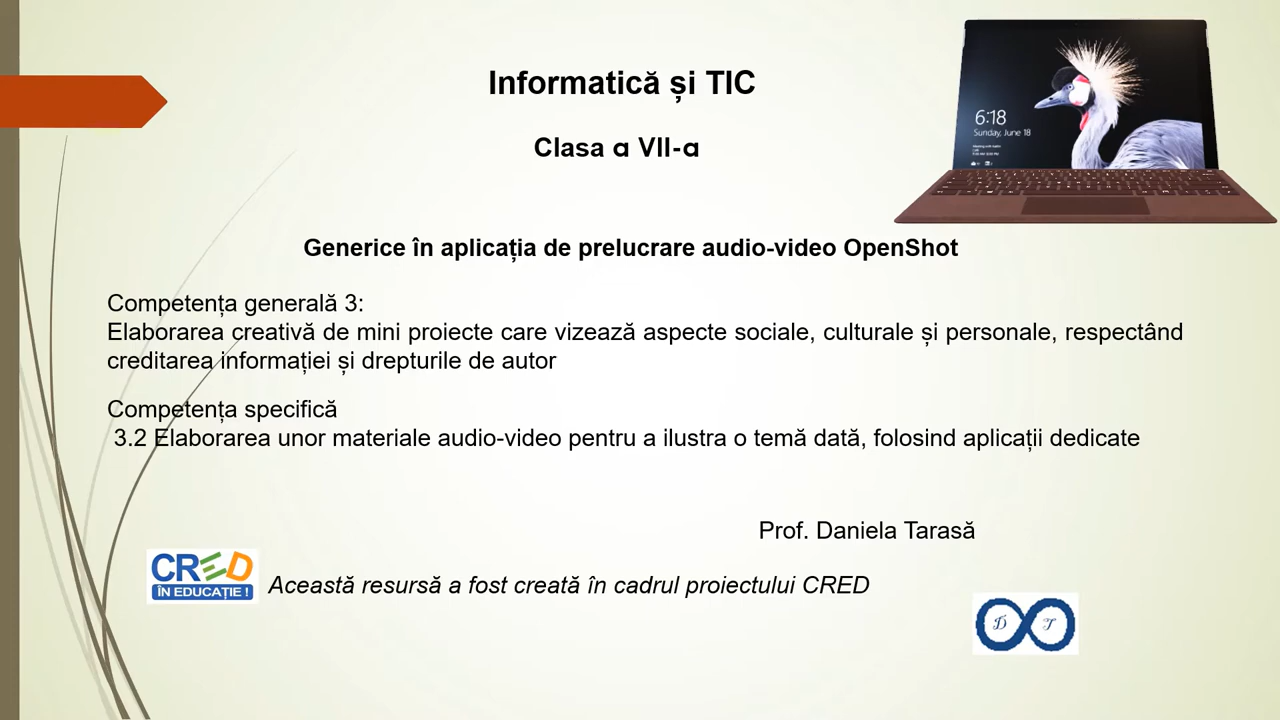 Informatică și TIC
6:18
Sunday, June 18
Clasa a VII-a
Generice în aplicația de prelucrare audio-video OpenShot
Competența generală 3:
Elaborarea creativă de mini proiecte care vizează aspecte sociale, culturale și personale, respectând
creditarea informației și drepturile de autor
Competența specifică
3.2 Elaborarea unor materiale audio-video pentru a ilustra o temă dată, folosind aplicații dedicate
Prof. Daniela Tarasă
CRED
ÎN EDUCAȚIE !
Această resursă a fost creată în cadrul proiectului CRED
D T